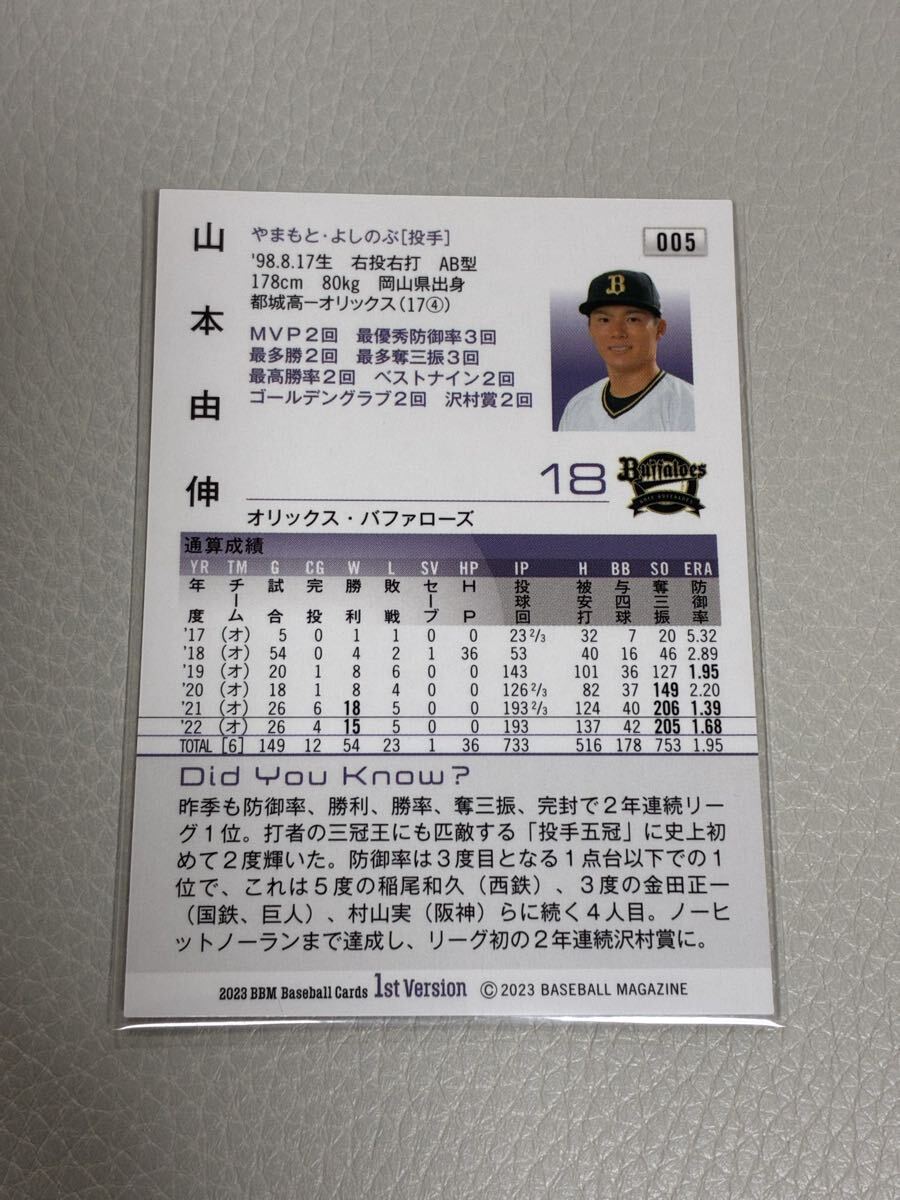 山本由伸
やまもと・よしのぶ[投手]
005
'98.8.17生 右投右打 AB型
178cm 80kg 岡山県出身
都城高ーオリックス(17④)
MVP2回 最優秀防御率3回
最多勝2回 最多奪三振3回
最高勝率2回 ベストナイン2回
ゴールデングラブ2回 沢村賞2回
B
18
Buffaloes
ORIX BUFFALOES
オリックス・バファローズ
通算成績
YR TM G CG W L SV HP IP H BB SO ERA
年度 チーム 試合 完投 勝利 敗戦 セーブ HP 投球回 被安打 与四球 奪三振 防御率
'17 (オ) 5 0 1 1 0 0 23 2/3 32 7 20 5.32
'18 (オ) 54 0 4 2 1 36 53 40 16 46 2.89
'19 (オ) 20 1 8 6 0 0 143 101 36 127 1.95
'20 (オ) 18 1 8 4 0 0 126 2/3 82 37 149 2.20
'21 (オ) 26 6 18 5 0 0 193 2/3 124 40 206 1.39
'22 (オ) 26 4 15 5 0 0 193 137 42 205 1.68
TOTAL [6] 149 12 54 23 1 36 733 516 178 753 1.95
Did You Know?
昨季も防御率、勝利、勝率、奪三振、完封で2年連続リー
グ1位。打者の三冠王にも匹敵する「投手五冠」に史上初
めて2度輝いた。防御率は3度目となる1点台以下での1
位で、これは5度の稲尾和久(西鉄)、3度の金田正一
(国鉄、巨人)、村山実(阪神)らに続く4人目。ノーヒ
ットノーランまで達成し、リーグ初の2年連続沢村賞に。
2023 BBM Baseball Cards 1st Version ©2023 BASEBALL MAGAZINE